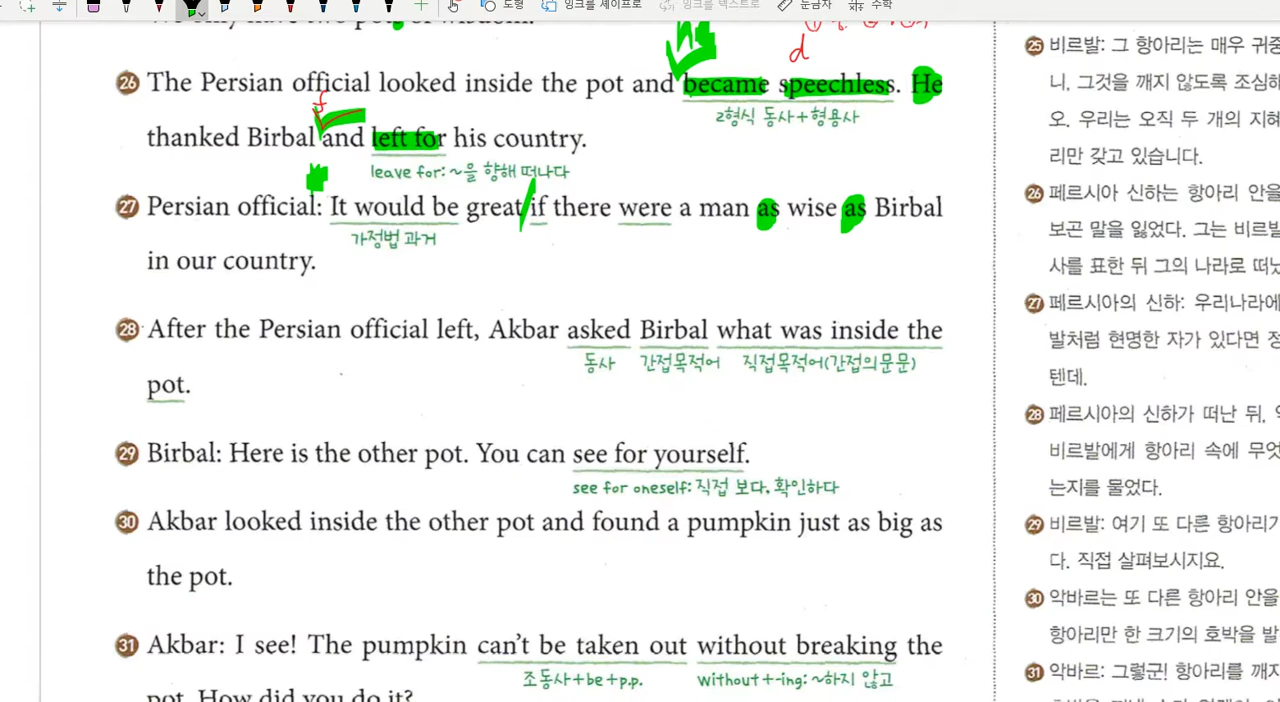 도형 잉크를 셰이프로 잉크를 텍스트로 눈금자 수학
d
㉖ The Persian official looked inside the pot and became speechless. He
2형식 동사+형용사
f
thanked Birbal and left for his country.
leave for: ~을 향해 떠나다
㉗ Persian official: It would be great/if there were a man as wise as Birbal
가정법 과거
in our country.
㉘ After the Persian official left, Akbar asked Birbal what was inside the
동사 간접목적어 직접목적어(간접의문문)
pot.
㉙ Birbal: Here is the other pot. You can see for yourself.
see for oneself: 직접 보다, 확인하다
㉚ Akbar looked inside the other pot and found a pumpkin just as big as
the pot.
㉛ Akbar: I see! The pumpkin can't be taken out without breaking the
조동사+be+p.p. without+-ing: ~하지 않고
pot. How did you do it?
㉕ 비르발: 그 항아리는 매우 귀중
니, 그것을 깨지 않도록 조심해
오. 우리는 오직 두 개의 지혜
리만 갖고 있습니다.
㉖ 페르시아 신하는 항아리 안을
보곤 말을 잃었다. 그는 비르발
사를 표한 뒤 그의 나라로 떠났
㉗ 페르시아의 신하: 우리나라에
발처럼 현명한 자가 있다면 정
텐데.
㉘ 페르시아의 신하가 떠난 뒤,
비르발에게 항아리 속에 무엇
는지를 물었다.
㉙ 비르발: 여기 또 다른 항아리가
다. 직접 살펴보시지요.
㉚ 악바르는 또 다른 항아리 안을
항아리만 한 크기의 호박을 발
㉛ 악바르: 그렇군! 항아리를 깨지